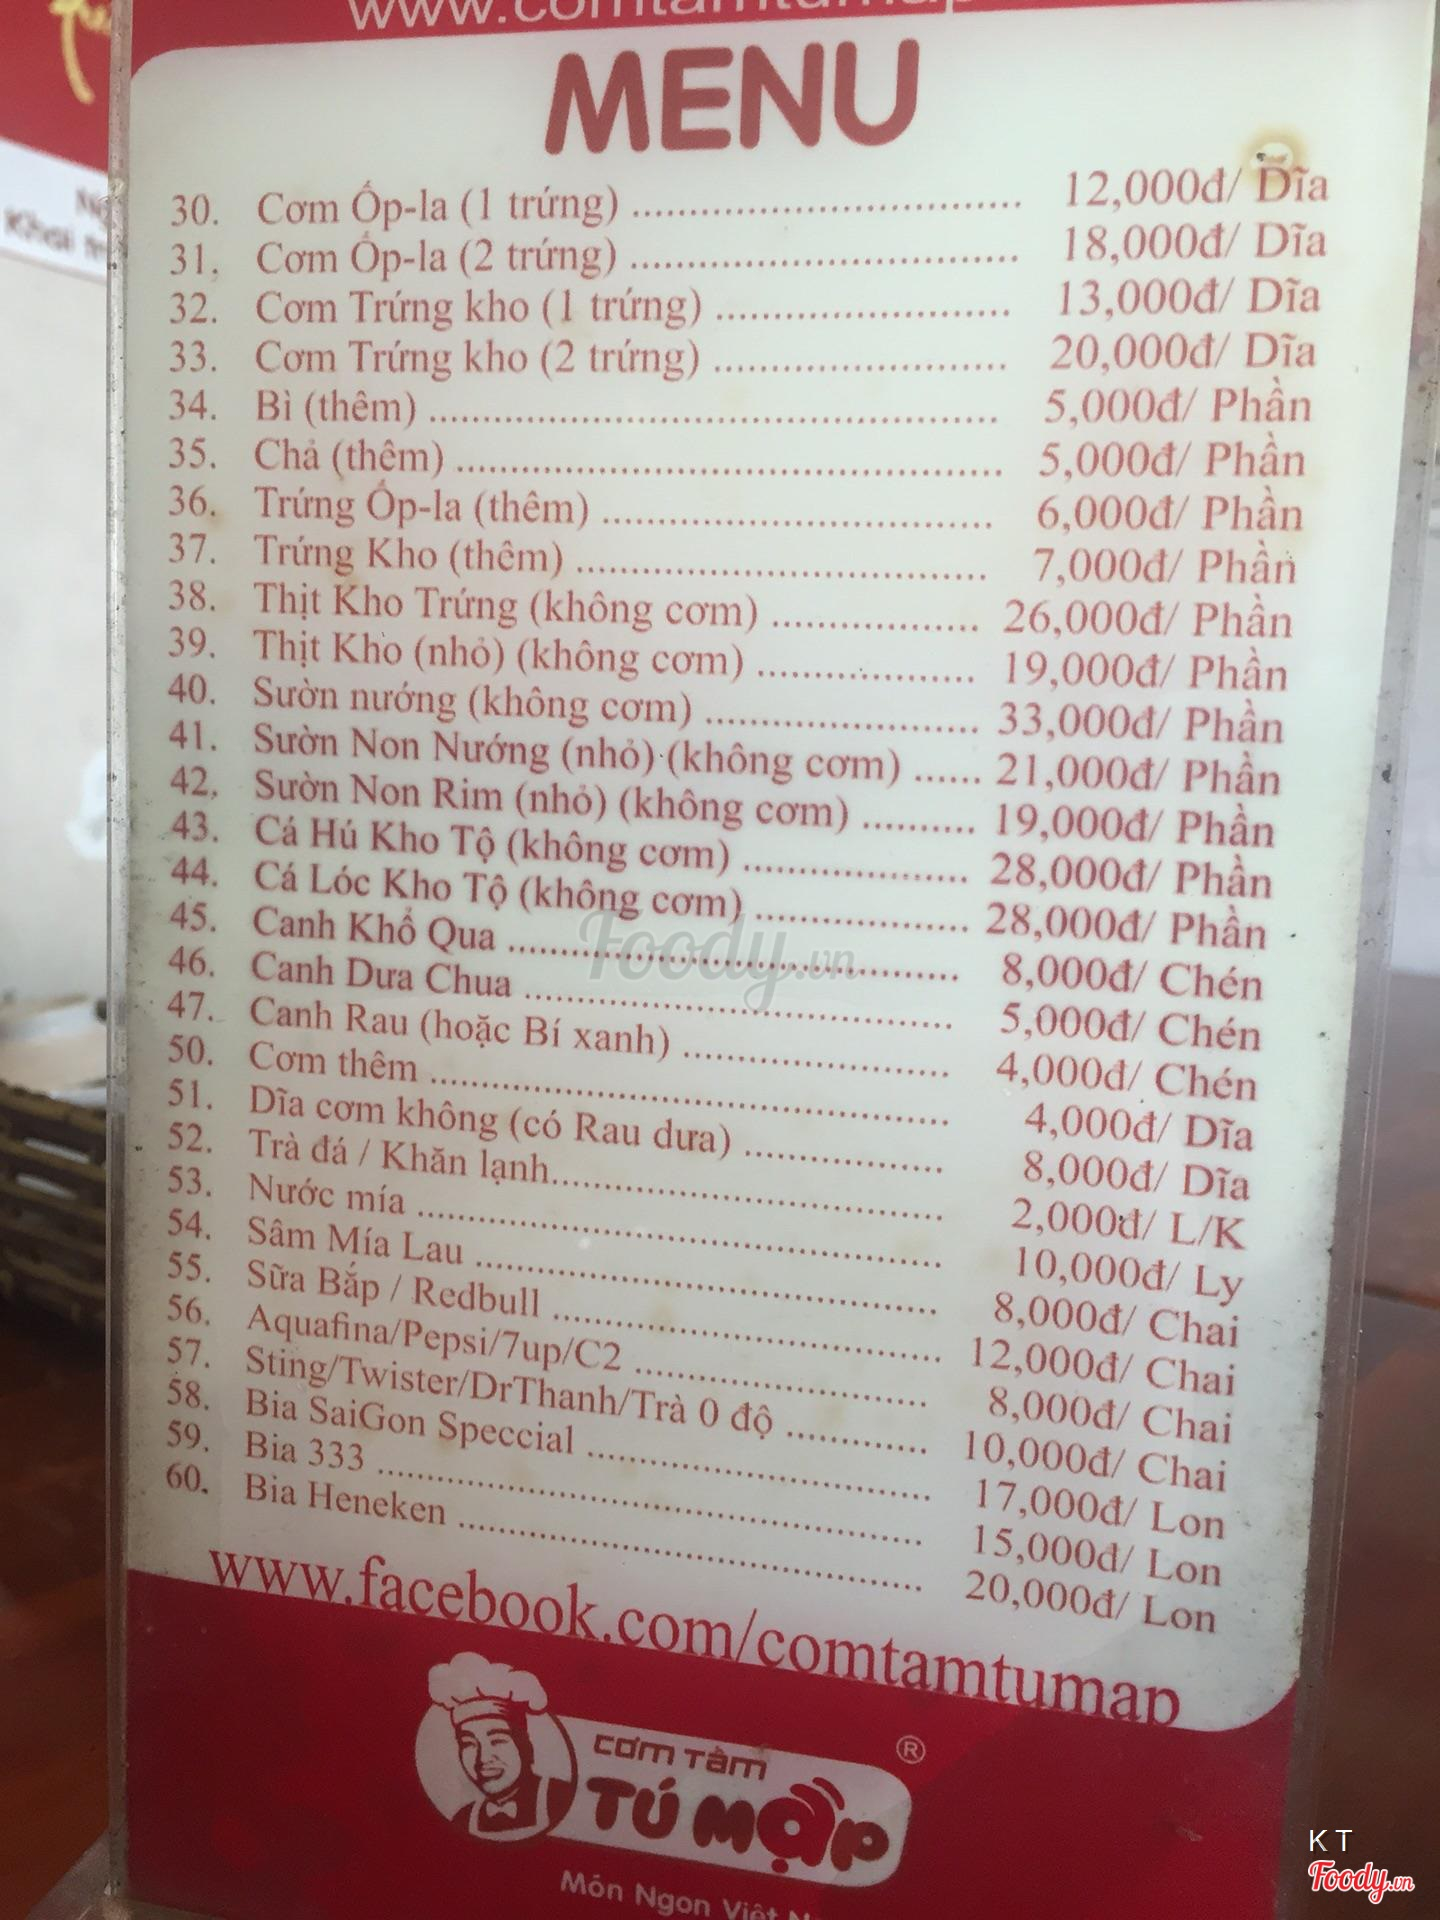 www.comtamtumap
MENU
30. Cơm Ốp-la (1 trứng) ........ 12,000đ/ Dĩa
31. Cơm Ốp-la (2 trứng) ........ 18,000đ/ Dĩa
32. Cơm Trứng kho (1 trứng) ........ 13,000đ/ Dĩa
33. Cơm Trứng kho (2 trứng) ........ 20,000đ/ Dĩa
34. Bì (thêm) ........ 5,000đ/ Phần
35. Chả (thêm) ........ 5,000đ/ Phần
36. Trứng Ốp-la (thêm) ........ 6,000đ/ Phần
37. Trứng Kho (thêm) ........ 7,000đ/ Phần
38. Thịt Kho Trứng (không cơm) ........ 26,000đ/ Phần
39. Thịt Kho (nhỏ) (không cơm) ........ 19,000đ/ Phần
40. Sườn nướng (không cơm) ........ 33,000đ/ Phần
41. Sườn Non Nướng (nhỏ) (không cơm) ...... 21,000đ/ Phần
42. Sườn Non Rim (nhỏ) (không cơm) ........ 19,000đ/ Phần
43. Cá Hú Kho Tộ (không cơm) ........ 28,000đ/ Phần
44. Cá Lóc Kho Tộ (không cơm) ........ 28,000đ/ Phần
45. Canh Khổ Qua ........ 8,000đ/ Chén
46. Canh Dưa Chua ........ 5,000đ/ Chén
47. Canh Rau (hoặc Bí xanh) ........ 4,000đ/ Chén
50. Cơm thêm ........ 4,000đ/ Dĩa
51. Dĩa cơm không (có Rau dưa) ........ 8,000đ/ Dĩa
52. Trà đá / Khăn lạnh........ 2,000đ/ L/K
53. Nước mía ........ 10,000đ/ Ly
54. Sâm Mía Lau ........ 8,000đ/ Chai
55. Sữa Bắp / Redbull ........ 12,000đ/ Chai
56. Aquafina/Pepsi/7up/C2 ........ 8,000đ/ Chai
57. Sting/Twister/DrThanh/Trà 0 độ ........ 10,000đ/ Chai
58. Bia SaiGon Speccial ........ 17,000đ/ Lon
59. Bia 333 ........ 15,000đ/ Lon
60. Bia Heneken ........ 20,000đ/ Lon
Foody.vn
www.facebook.com/comtamtumap
CƠM TẤM
TÚ MẬP ®
Món Ngon Việt
K T
Foody.vn